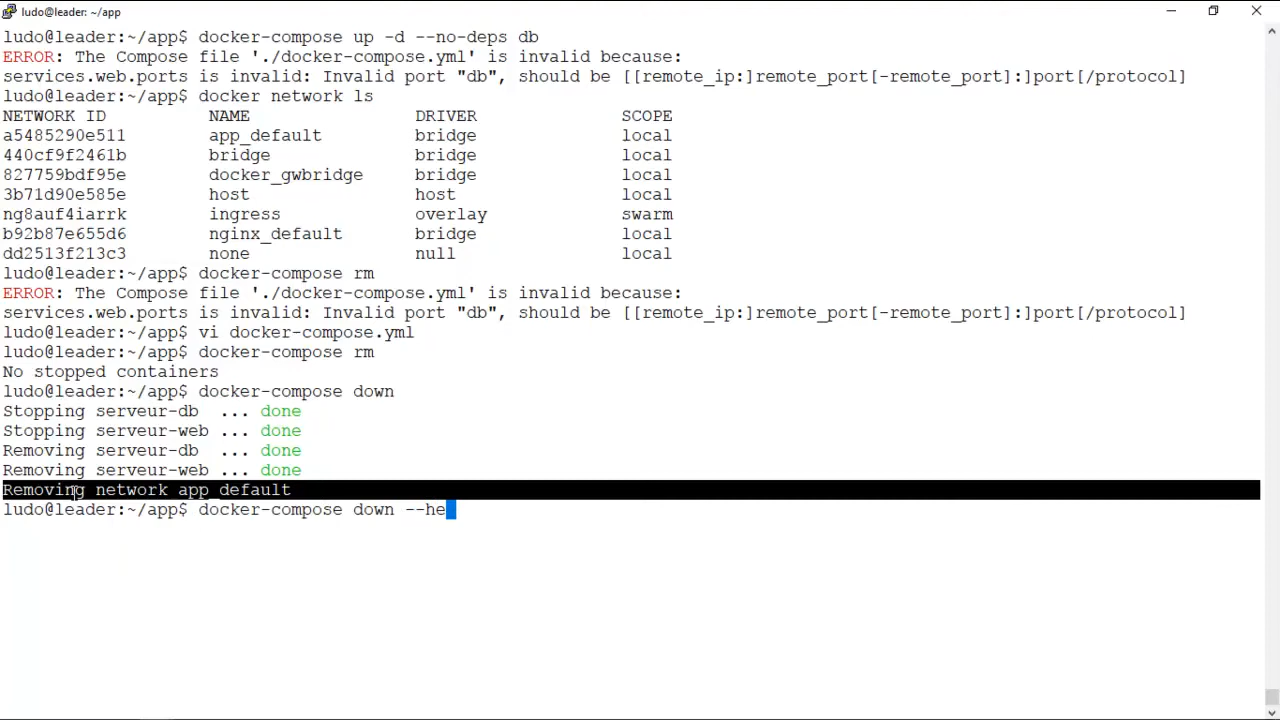 ludo@leader: ~/app
ludo@leader:~/app$ docker-compose up -d --no-deps db
ERROR: The Compose file './docker-compose.yml' is invalid because:
services.web.ports is invalid: Invalid port "db", should be [[remote_ip:]remote_port[-remote_port]:]port[/protocol]
ludo@leader:~/app$ docker network ls
NETWORK ID NAME DRIVER SCOPE
a5485290e511 app_default bridge local
440cf9f2461b bridge bridge local
827759bdf95e docker_gwbridge bridge local
3b71d90e585e host host local
ng8auf4iarrk ingress overlay swarm
b92b87e655d6 nginx_default bridge local
dd2513f213c3 none null local
ludo@leader:~/app$ docker-compose rm
ERROR: The Compose file './docker-compose.yml' is invalid because:
services.web.ports is invalid: Invalid port "db", should be [[remote_ip:]remote_port[-remote_port]:]port[/protocol]
ludo@leader:~/app$ vi docker-compose.yml
ludo@leader:~/app$ docker-compose rm
No stopped containers
ludo@leader:~/app$ docker-compose down
Stopping serveur-db ... done
Stopping serveur-web ... done
Removing serveur-db ... done
Removing serveur-web ... done
Removing network app_default
ludo@leader:~/app$ docker-compose down --he